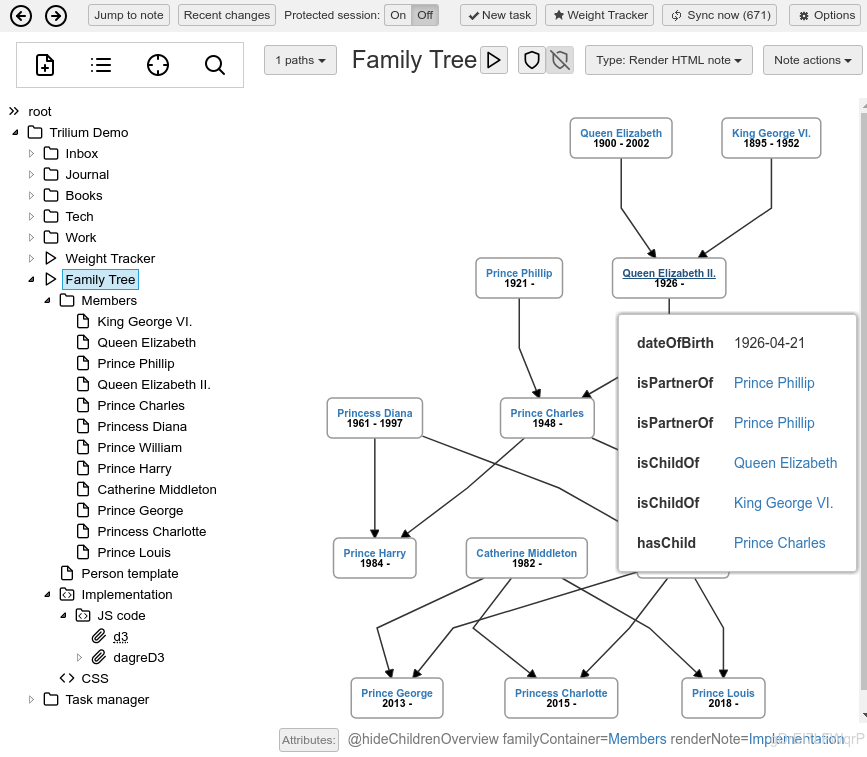 Jump to note Recent changes Protected session: On Off New task Weight Tracker Sync now (671) Options
1 paths Family Tree Type: Render HTML note Note actions
root
Trilium Demo
Inbox
Journal
Books
Tech
Work
Weight Tracker
Family Tree
Members
King George VI.
Queen Elizabeth
Prince Phillip
Queen Elizabeth II.
Prince Charles
Princess Diana
Prince William
Prince Harry
Catherine Middleton
Prince George
Princess Charlotte
Prince Louis
Person template
Implementation
JS code
d3
dagreD3
CSS
Task manager
Queen Elizabeth
1900 - 2002
King George VI.
1895 - 1952
Prince Phillip
1921 -
Queen Elizabeth II.
1926 -
dateOfBirth 1926-04-21
isPartnerOf Prince Phillip
isPartnerOf Prince Phillip
isChildOf Queen Elizabeth
isChildOf King George VI.
hasChild Prince Charles
Princess Diana
1961 - 1997
Prince Charles
1948 -
Prince Harry
1984 -
Catherine Middleton
1982 -
Prince George
2013 -
Princess Charlotte
2015 -
Prince Louis
2018 -
Attributes: @hideChildrenOverview familyContainer=Members renderNote=Implementation